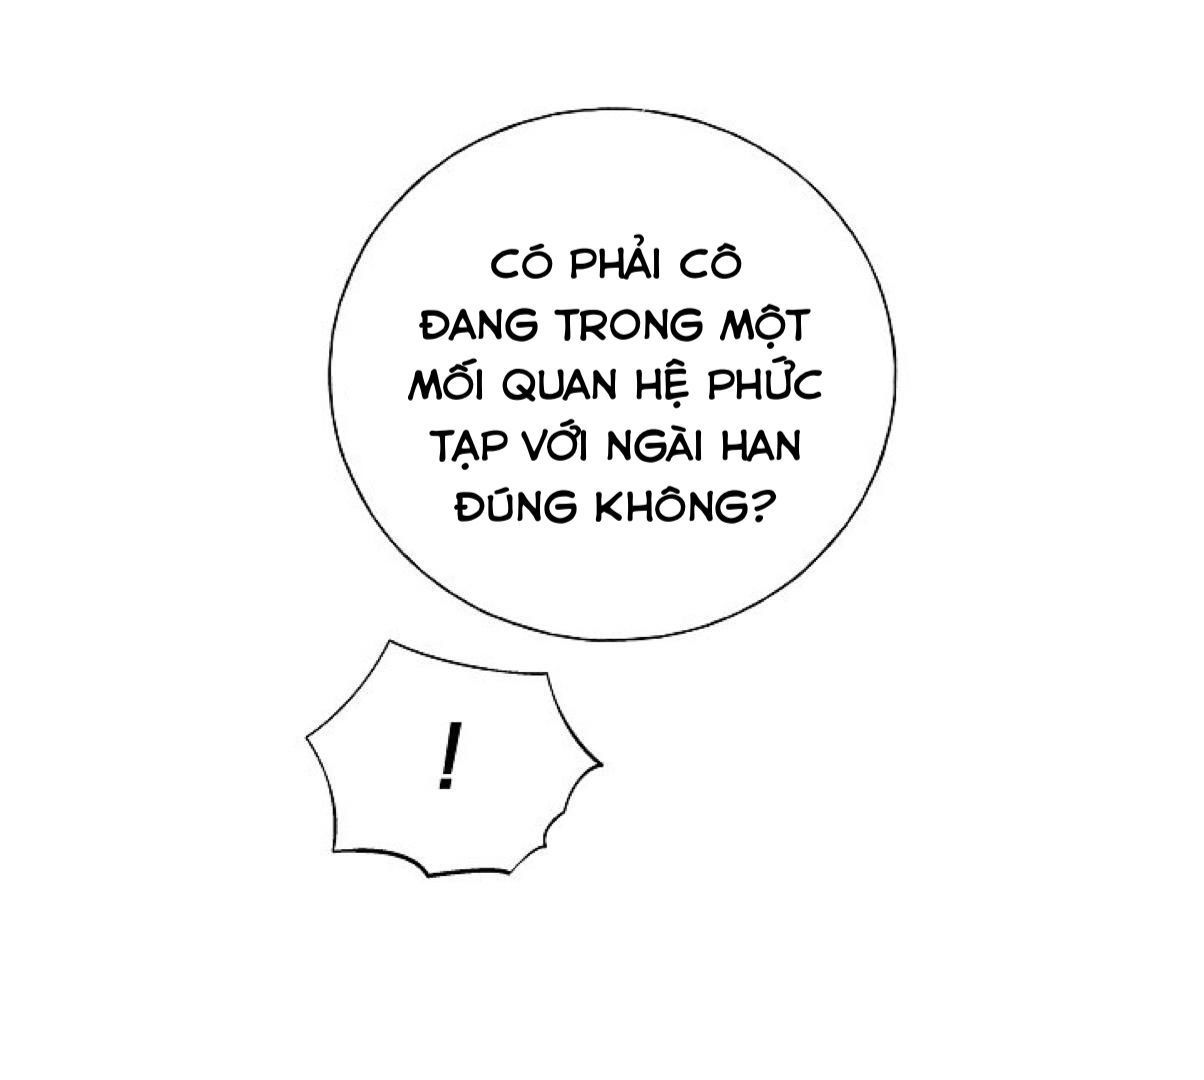 CÓ PHẢI CÔ
ĐANG TRONG MỘT
MỐI QUAN HỆ PHỨC
TẠP VỚI NGÀI HAN
ĐÚNG KHÔNG?
!